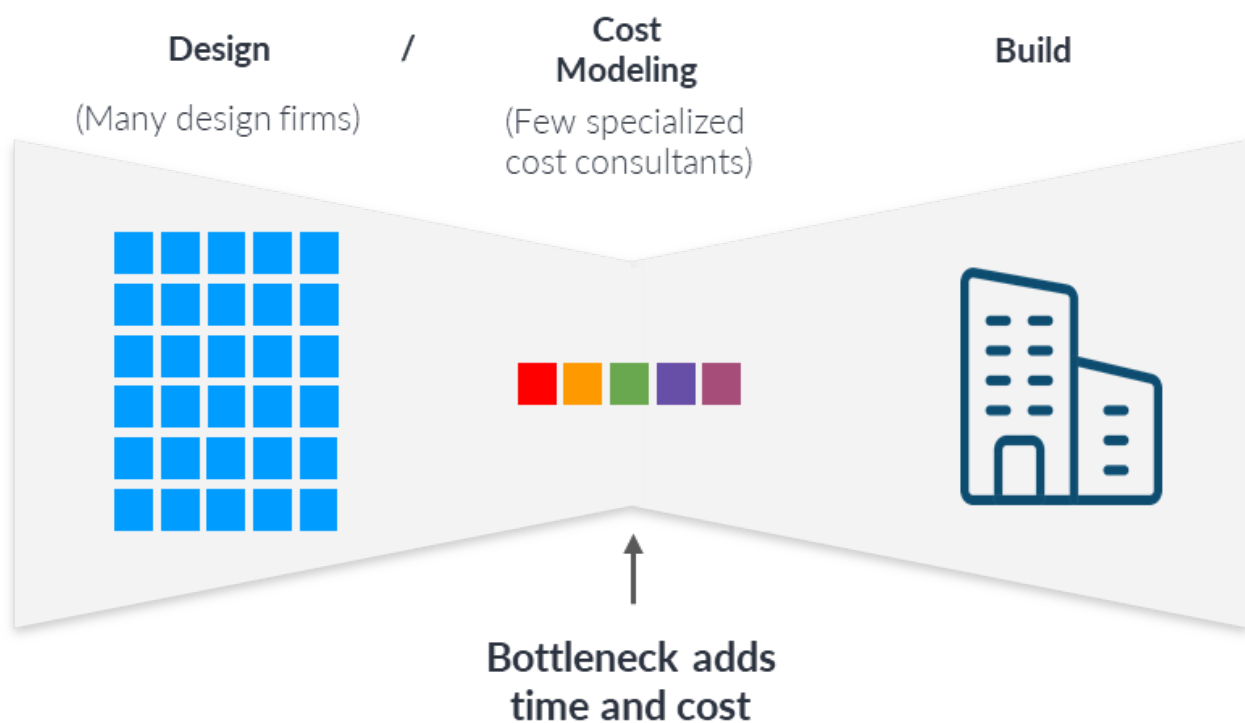 Design
/
Cost
Modeling
Build
(Many design firms)
(Few specialized
cost consultants)
Bottleneck adds
time and cost